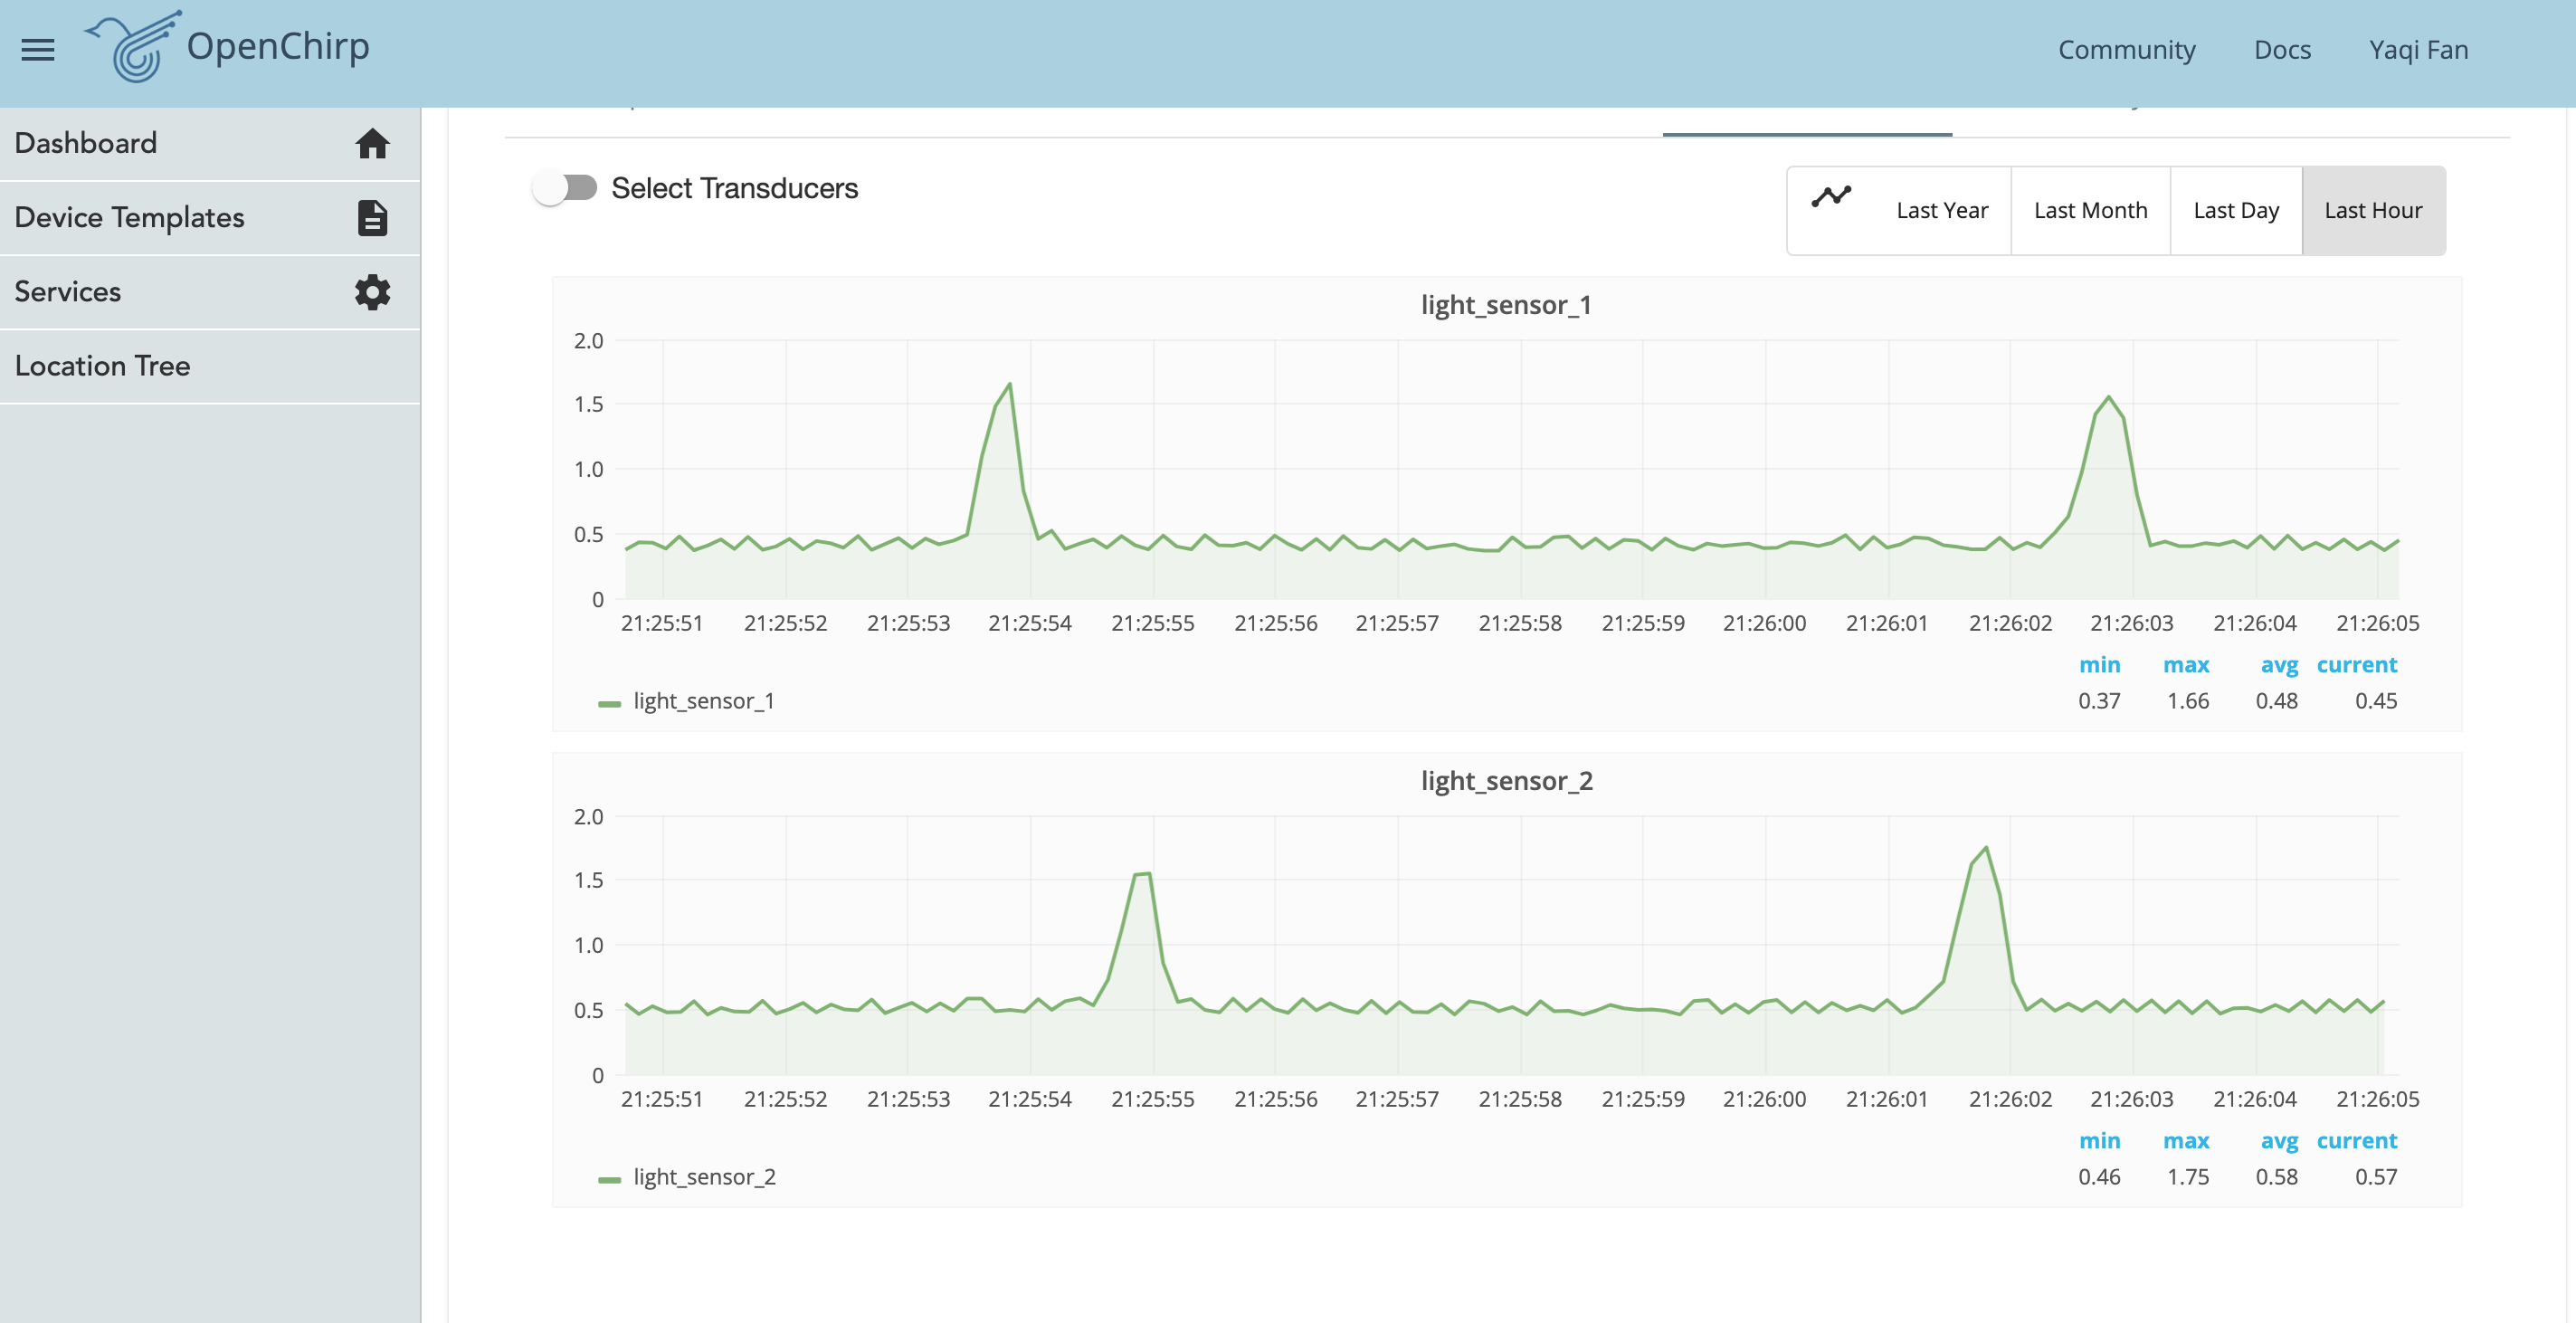 OpenChirp
Community Docs Yaqi Fan
Dashboard
Device Templates
Services
Location Tree
Select Transducers
Last Year Last Month Last Day Last Hour
light_sensor_1
2.0
1.5
1.0
0.5
0
21:25:51 21:25:52 21:25:53 21:25:54 21:25:55 21:25:56 21:25:57 21:25:58 21:25:59 21:26:00 21:26:01 21:26:02 21:26:03 21:26:04 21:26:05
min max avg current
light_sensor_1 0.37 1.66 0.48 0.45
light_sensor_2
2.0
1.5
1.0
0.5
0
21:25:51 21:25:52 21:25:53 21:25:54 21:25:55 21:25:56 21:25:57 21:25:58 21:25:59 21:26:00 21:26:01 21:26:02 21:26:03 21:26:04 21:26:05
min max avg current
light_sensor_2 0.46 1.75 0.58 0.57